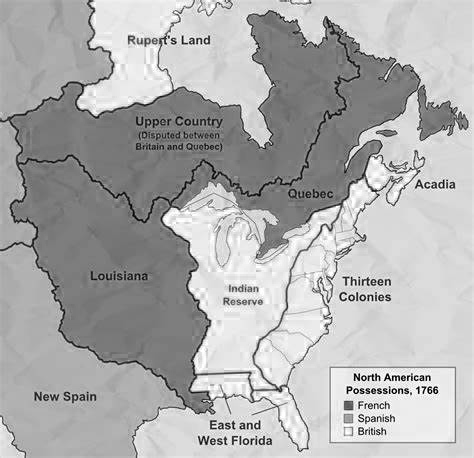 Rupert's Land
Upper Country
(Disputed between
Britain and Quebec)
Quebec
Acadia
Louisiana
Indian
Reserve
Thirteen
Colonies
New Spain
East and
West Florida
North American
Possessions, 1766
French
Spanish
British